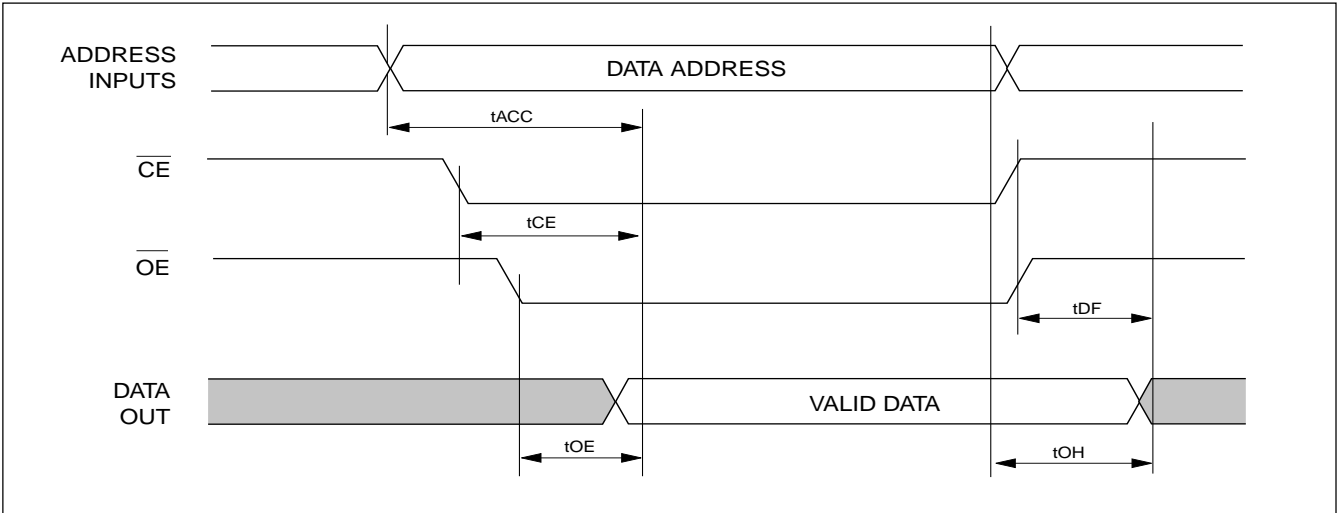 ADDRESS
INPUTS
DATA ADDRESS
tACC
CE
tCE
OE
tDF
DATA
OUT
VALID DATA
tOE
tOH